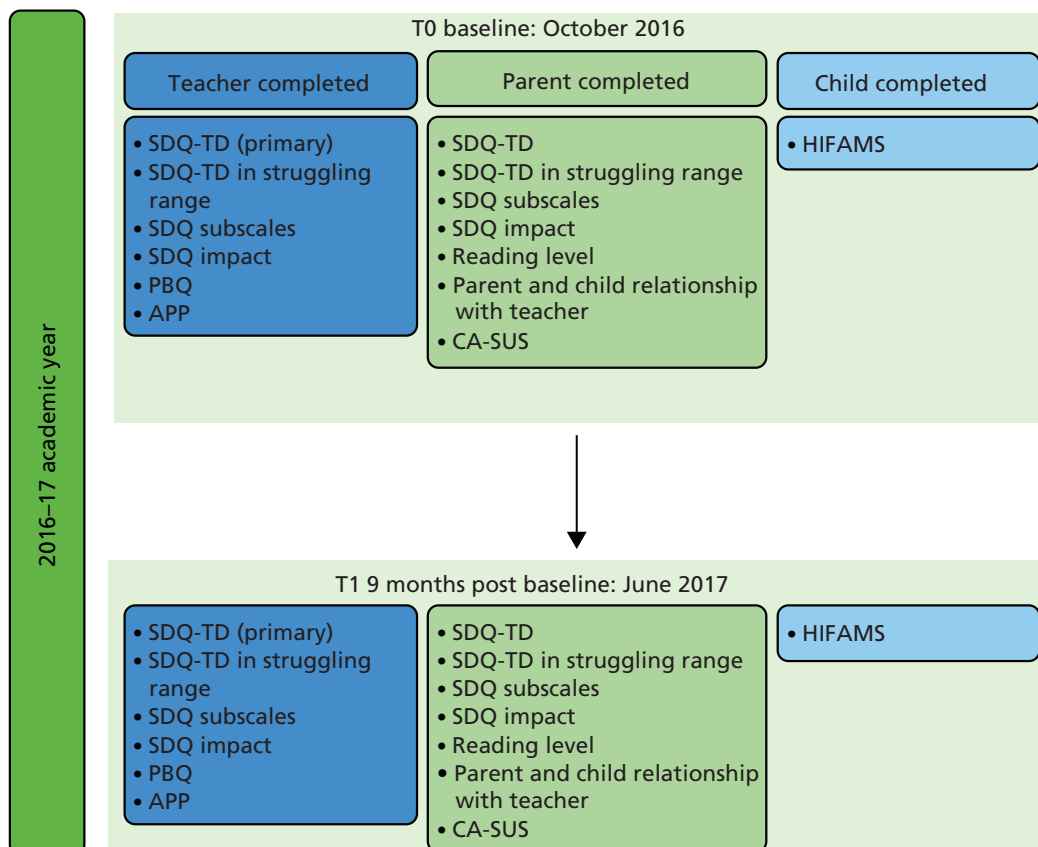 2016–17 academic year
T0 baseline: October 2016
Teacher completed
• SDQ-TD (primary)
• SDQ-TD in struggling
range
• SDQ subscales
• SDQ impact
• PBQ
• APP
Parent completed
• SDQ-TD
• SDQ-TD in struggling range
• SDQ subscales
• SDQ impact
• Reading level
• Parent and child relationship
with teacher
• CA-SUS
Child completed
• HIFAMS
T1 9 months post baseline: June 2017
• SDQ-TD (primary)
• SDQ-TD in struggling
range
• SDQ subscales
• SDQ impact
• PBQ
• APP
• SDQ-TD
• SDQ-TD in struggling range
• SDQ subscales
• SDQ impact
• Reading level
• Parent and child relationship
with teacher
• CA-SUS
• HIFAMS